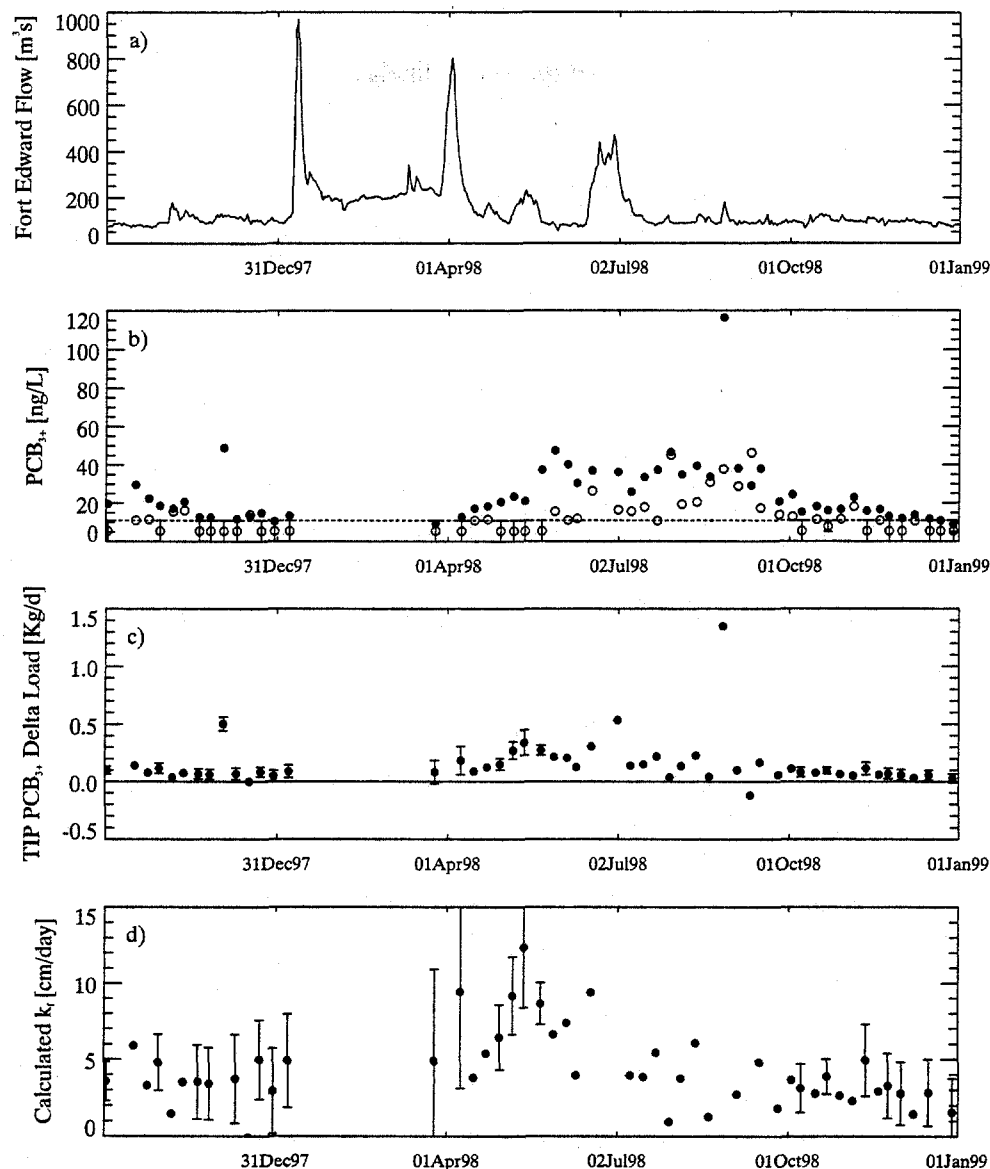 a)
Fort Edward Flow [m³s]
1000
800
600
400
200
0
31Dec97 01Apr98 02Jul98 01Oct98 01Jan99
b)
PCB₃₊ [ng/L]
120
100
80
60
40
20
0
31Dec97 01Apr98 02Jul98 01Oct98 01Jan99
c)
TIP PCB₃₊ Delta Load [Kg/d]
1.5
1.0
0.5
0.0
-0.5
31Dec97 01Apr98 02Jul98 01Oct98 01Jan99
d)
Calculated kf [cm/day]
15
10
5
0
31Dec97 01Apr98 02Jul98 01Oct98 01Jan99